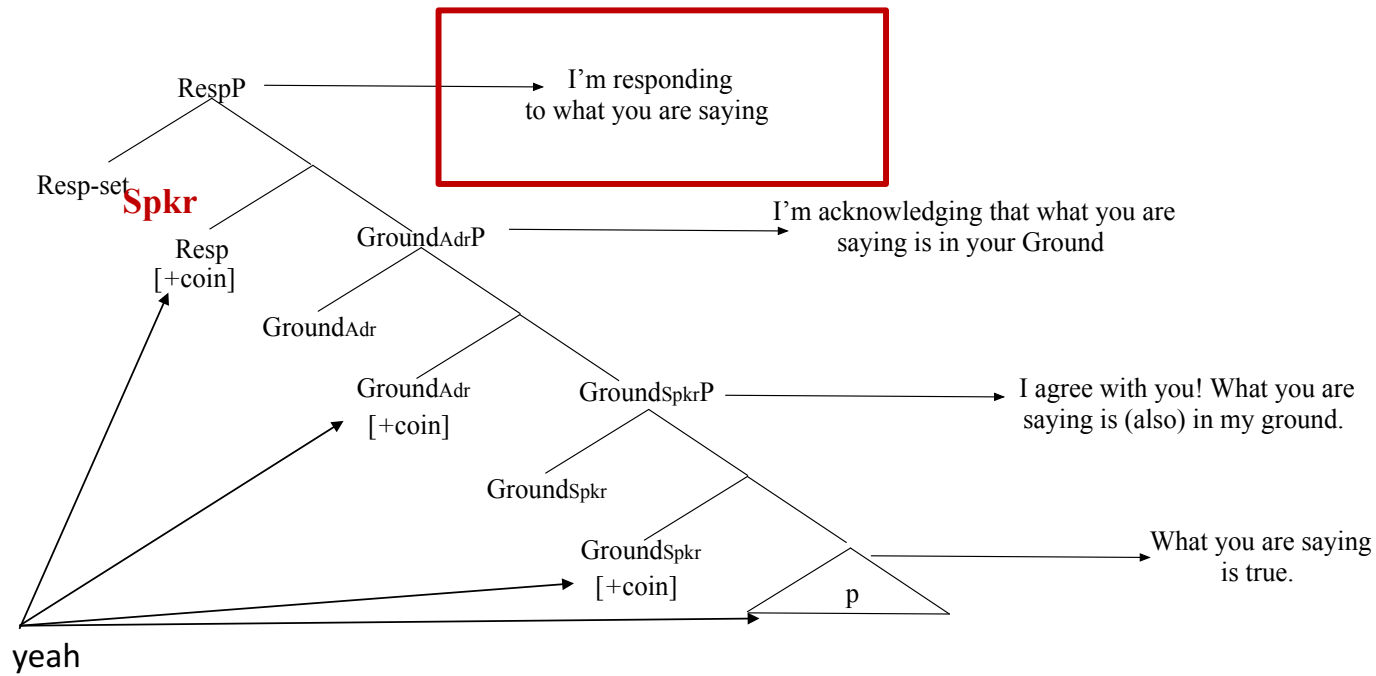 RespP
I'm responding
to what you are saying
Resp-set
Spkr
Resp
[+coin]
GroundAdrP
I'm acknowledging that what you are
saying is in your Ground
GroundAdr
GroundAdr
[+coin]
GroundSpkrP
I agree with you! What you are
saying is (also) in my ground.
GroundSpkr
GroundSpkr
[+coin]
What you are saying
is true.
p
yeah